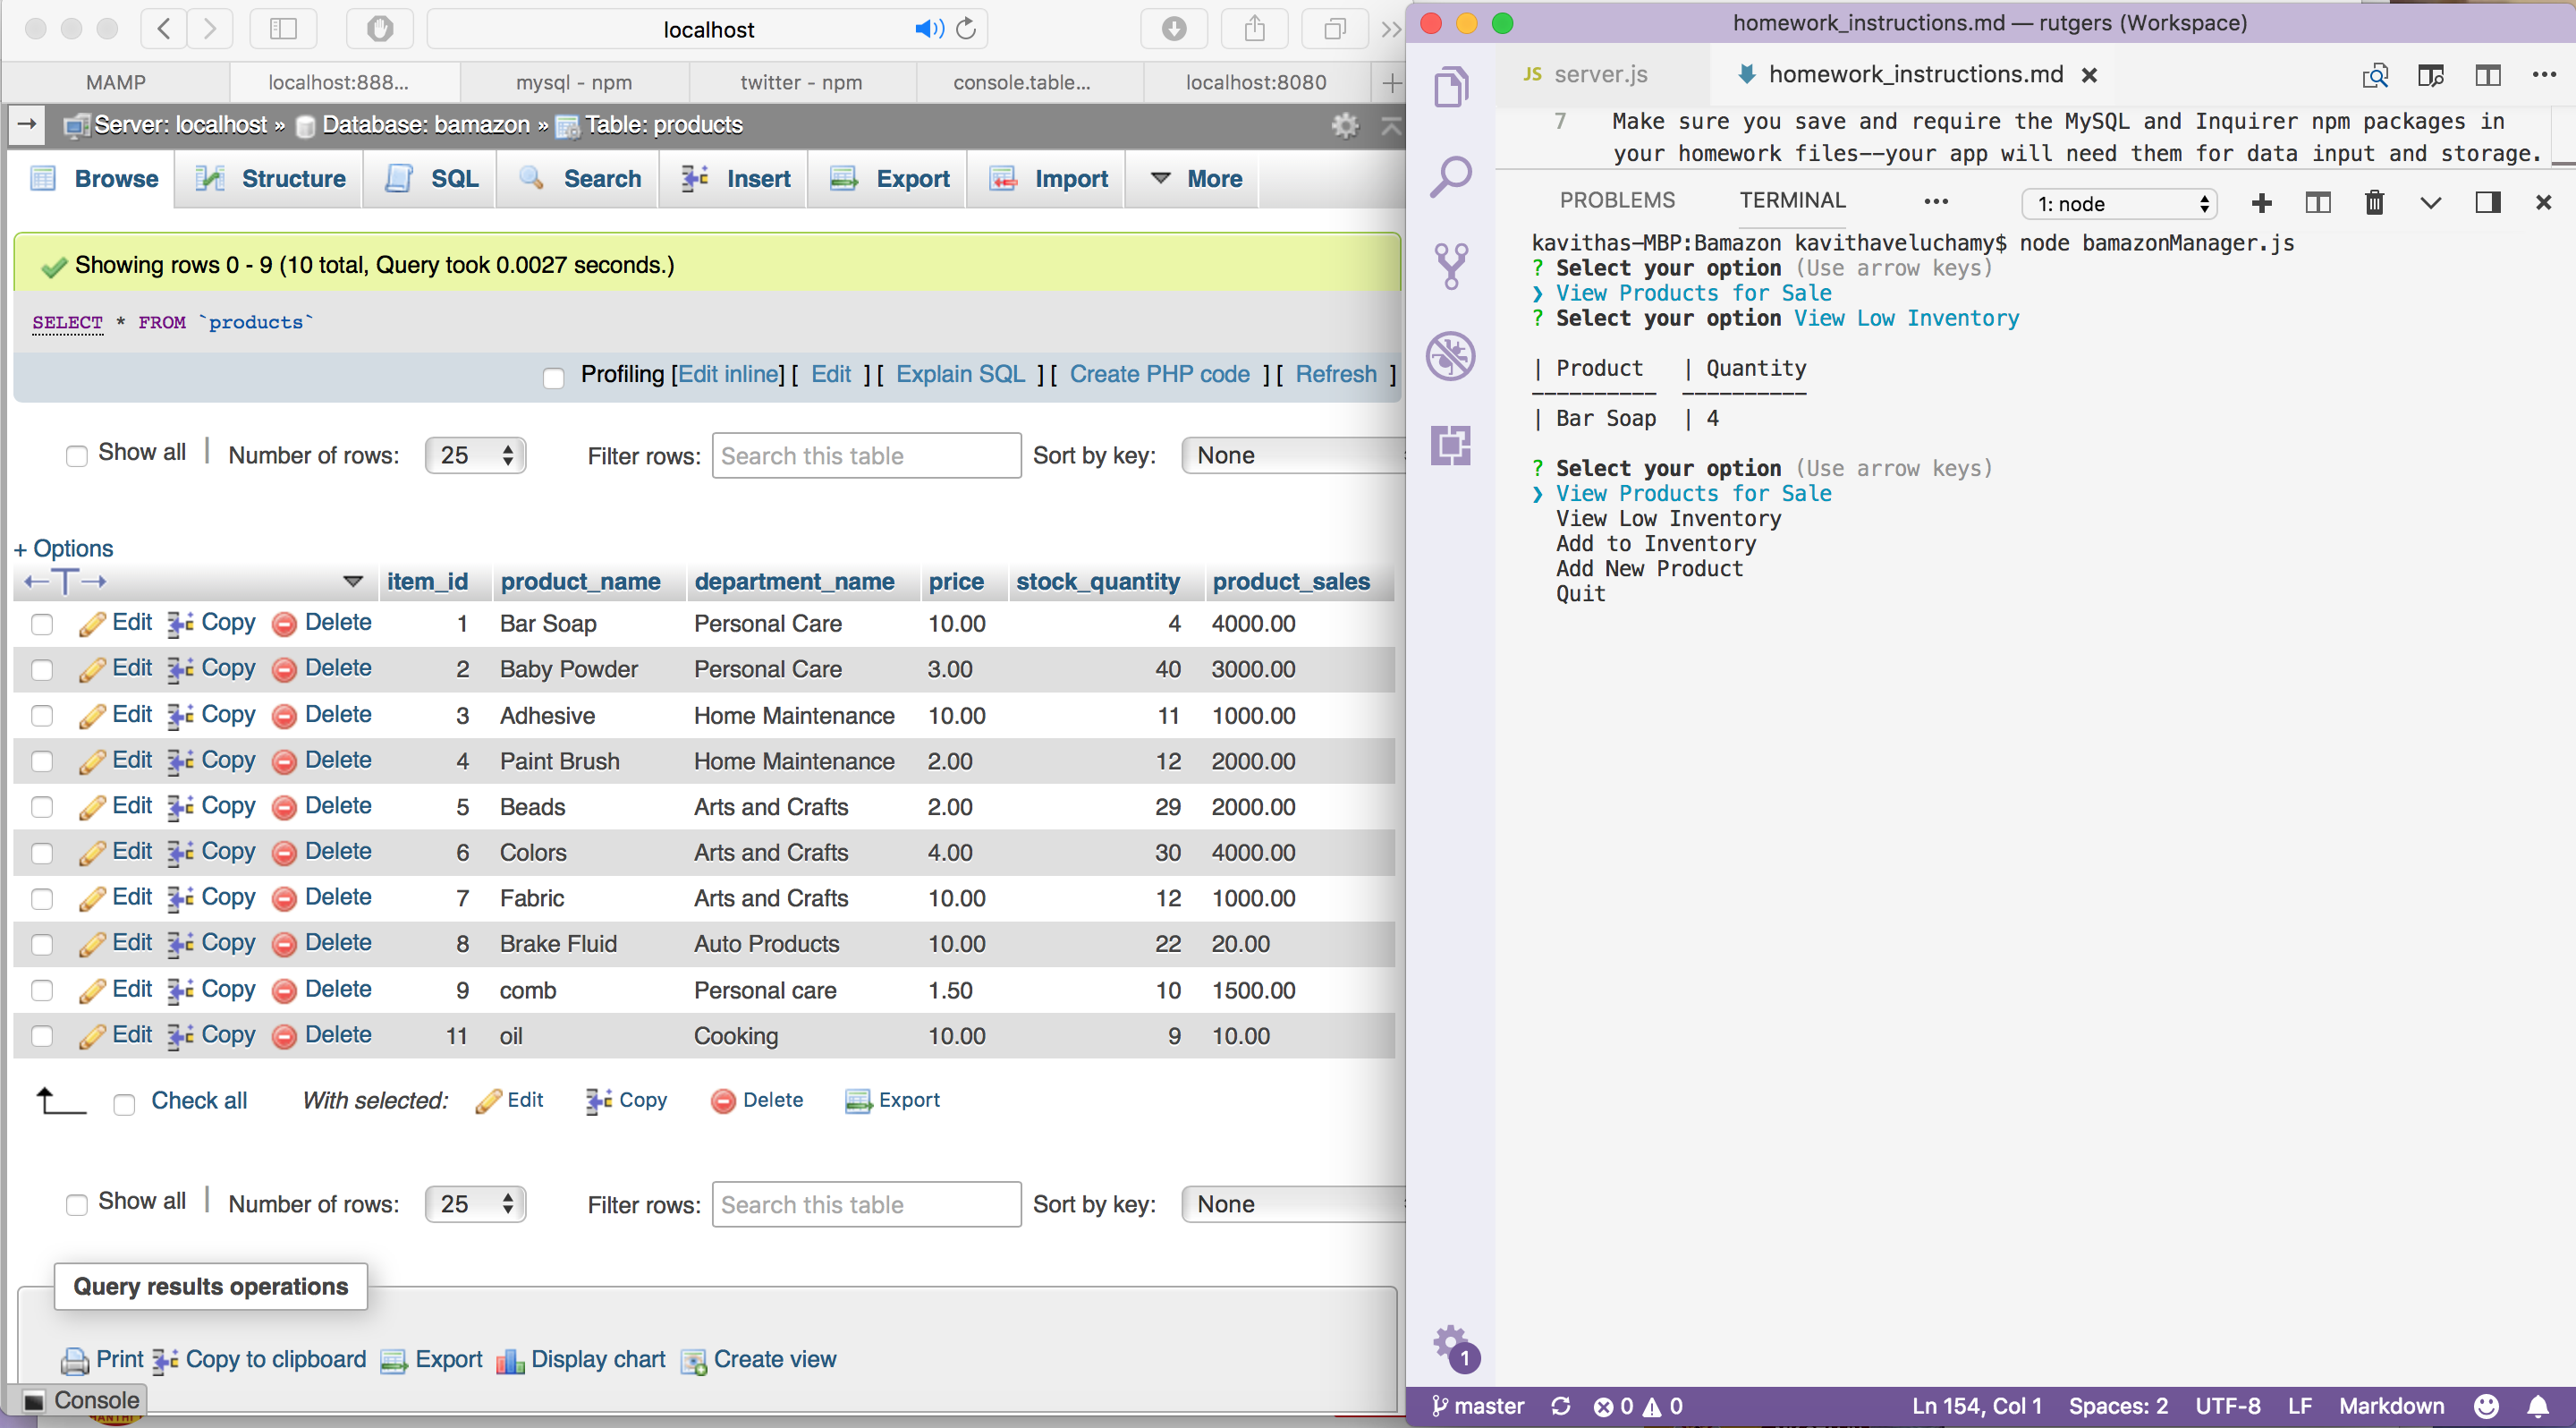 localhost
MAMP
localhost:888...
mysql - npm
twitter - npm
console.table...
localhost:8080
Server: localhost » Database: bamazon » Table: products
Browse
Structure
SQL
Search
Insert
Export
Import
More
Showing rows 0 - 9 (10 total, Query took 0.0027 seconds.)
SELECT * FROM `products`
Profiling [Edit inline] [ Edit ] [ Explain SQL ] [ Create PHP code ] [ Refresh ]
Show all | Number of rows: 25 Filter rows: Search this table Sort by key: None
+ Options
←T→ item_id product_name department_name price stock_quantity product_sales
Edit Copy Delete 1 Bar Soap Personal Care 10.00 4 4000.00
Edit Copy Delete 2 Baby Powder Personal Care 3.00 40 3000.00
Edit Copy Delete 3 Adhesive Home Maintenance 10.00 11 1000.00
Edit Copy Delete 4 Paint Brush Home Maintenance 2.00 12 2000.00
Edit Copy Delete 5 Beads Arts and Crafts 2.00 29 2000.00
Edit Copy Delete 6 Colors Arts and Crafts 4.00 30 4000.00
Edit Copy Delete 7 Fabric Arts and Crafts 10.00 12 1000.00
Edit Copy Delete 8 Brake Fluid Auto Products 10.00 22 20.00
Edit Copy Delete 9 comb Personal care 1.50 10 1500.00
Edit Copy Delete 11 oil Cooking 10.00 9 10.00
Check all With selected: Edit Copy Delete Export
Show all | Number of rows: 25 Filter rows: Search this table Sort by key: None
Query results operations
Print Copy to clipboard Export Display chart Create view
Console
homework_instructions.md — rutgers (Workspace)
JS server.js
homework_instructions.md ×
7 Make sure you save and require the MySQL and Inquirer npm packages in
your homework files--your app will need them for data input and storage.
PROBLEMS TERMINAL ... 1: node
kavithas-MBP:Bamazon kavithaveluchamy$ node bamazonManager.js
? Select your option (Use arrow keys)
❯ View Products for Sale
? Select your option View Low Inventory
| Product | Quantity
---------- ----------
| Bar Soap | 4
? Select your option (Use arrow keys)
❯ View Products for Sale
View Low Inventory
Add to Inventory
Add New Product
Quit
1
master 0 0 Ln 154, Col 1 Spaces: 2 UTF-8 LF Markdown